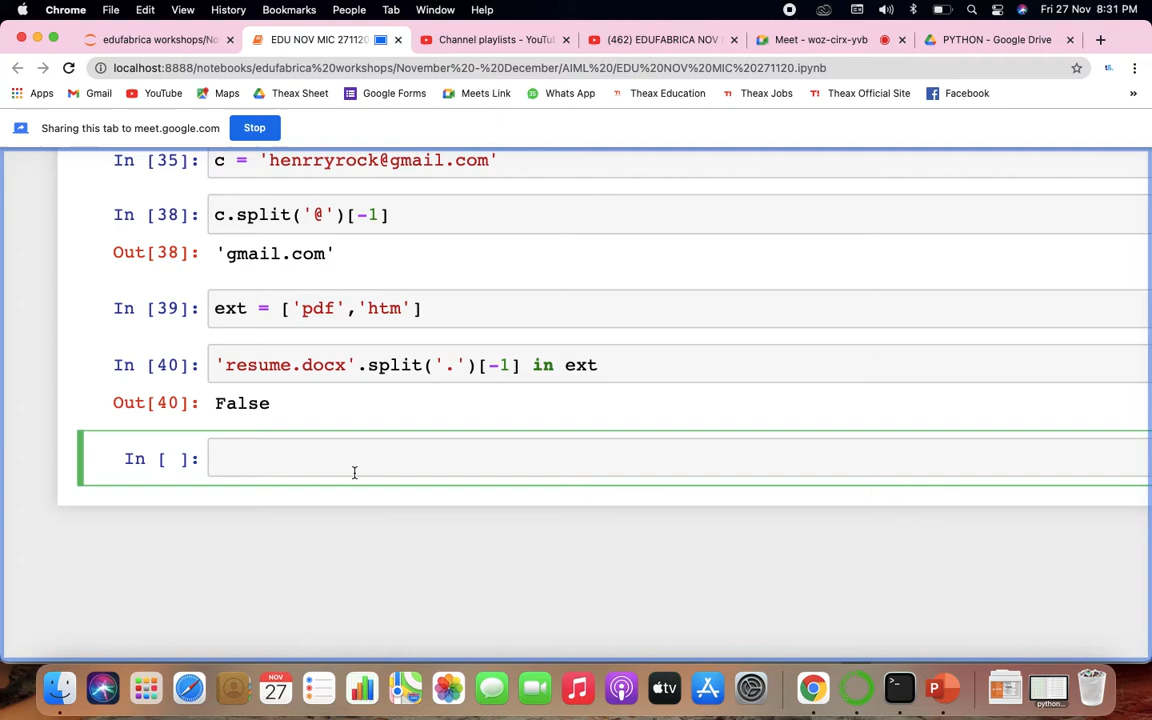 Chrome File Edit View History Bookmarks People Tab Window Help Fri 27 Nov 8:31 PM
edufabrica workshops/No EDU NOV MIC 271120 Channel playlists - YouTu (462) EDUFABRICA NOV Meet - woz-cirx-yvb PYTHON - Google Drive
localhost:8888/notebooks/edufabrica%20workshops/November%20-%20December/AIML%20/EDU%20NOV%20MIC%20271120.ipynb
Apps Gmail YouTube Maps Theax Sheet Google Forms Meets Link Whats App Theax Education Theax Jobs Theax Official Site Facebook »
Sharing this tab to meet.google.com Stop
In [35]: c = 'henrryrock@gmail.com'
In [38]: c.split('@')[-1]
Out[38]: 'gmail.com'
In [39]: ext = ['pdf','htm']
In [40]: 'resume.docx'.split('.')[-1] in ext
Out[40]: False
In [ ]:
NOV
27
tv
python...